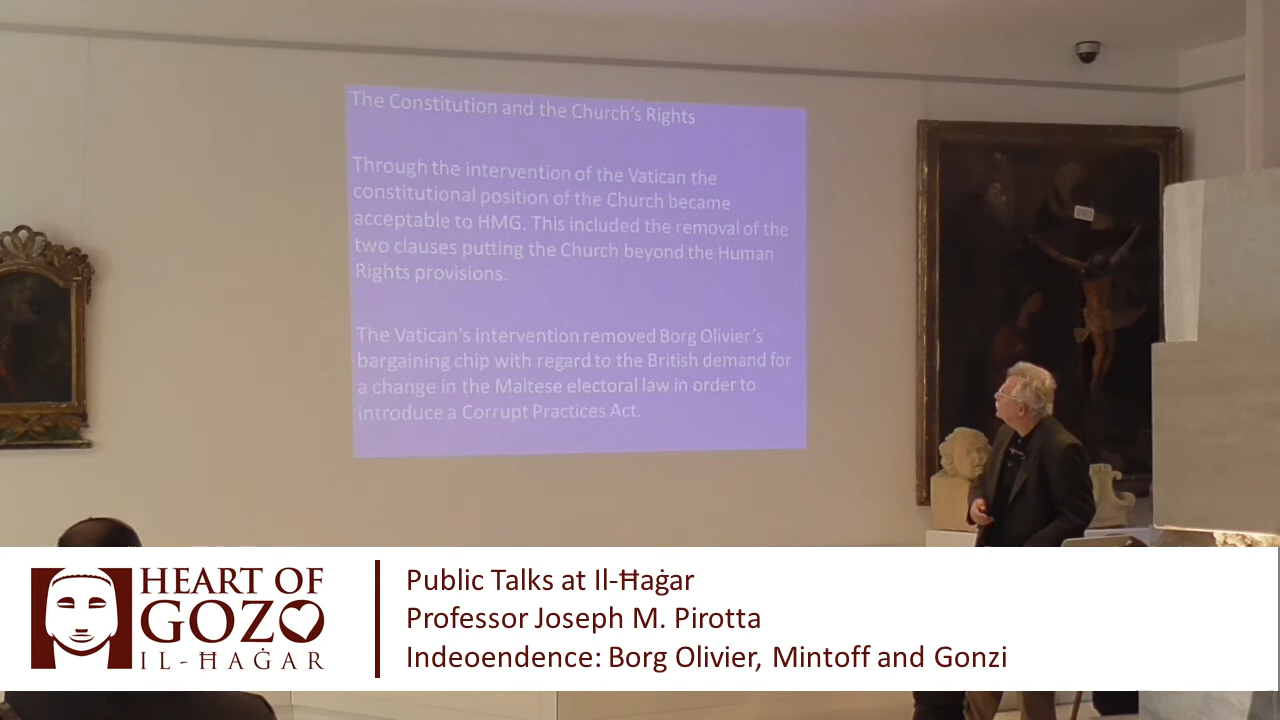 The Constitution and the Church's Rights
Through the intervention of the Vatican the
constitutional position of the Church became
acceptable to HMG. This included the removal of the
two clauses putting the Church beyond the Human
Rights provisions.
The Vatican's intervention removed Borg Olivier's
bargaining chip with regard to the British demand for
a change in the Maltese electoral law in order to
introduce a Corrupt Practices Act.
HEART OF
GOZO
IL-ĦAĠAR
Public Talks at Il-Ħaġar
Professor Joseph M. Pirotta
Indeoendence: Borg Olivier, Mintoff and Gonzi